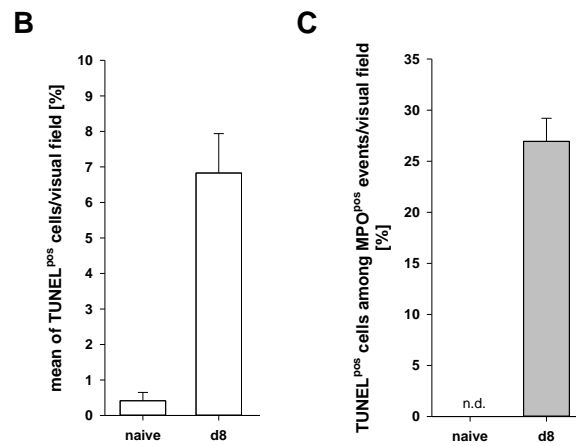 B
mean of TUNELpos cells/visual field [%]
10
9
8
7
6
5
4
3
2
1
0
naive d8
C
TUNELpos cells among MPOpos events/visual field
[%]
35
30
25
20
15
10
5
0
n.d.
naive d8